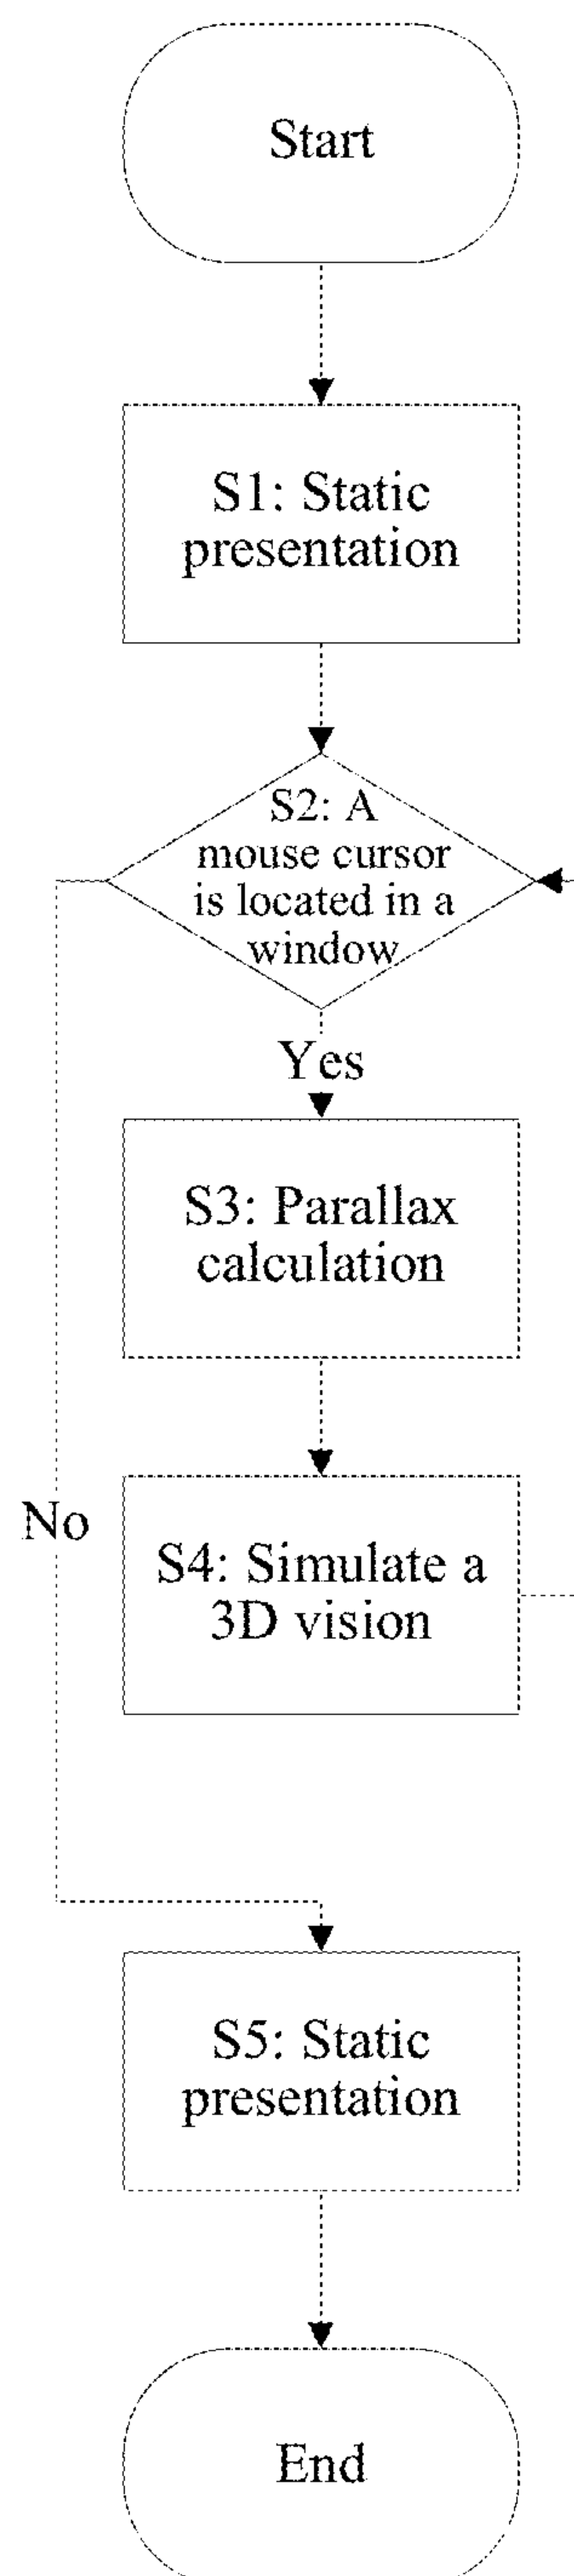 Start
S1: Static
presentation
S2: A
mouse cursor
is located in a
window
Yes
S3: Parallax
calculation
No
S4: Simulate a
3D vision
S5: Static
presentation
End